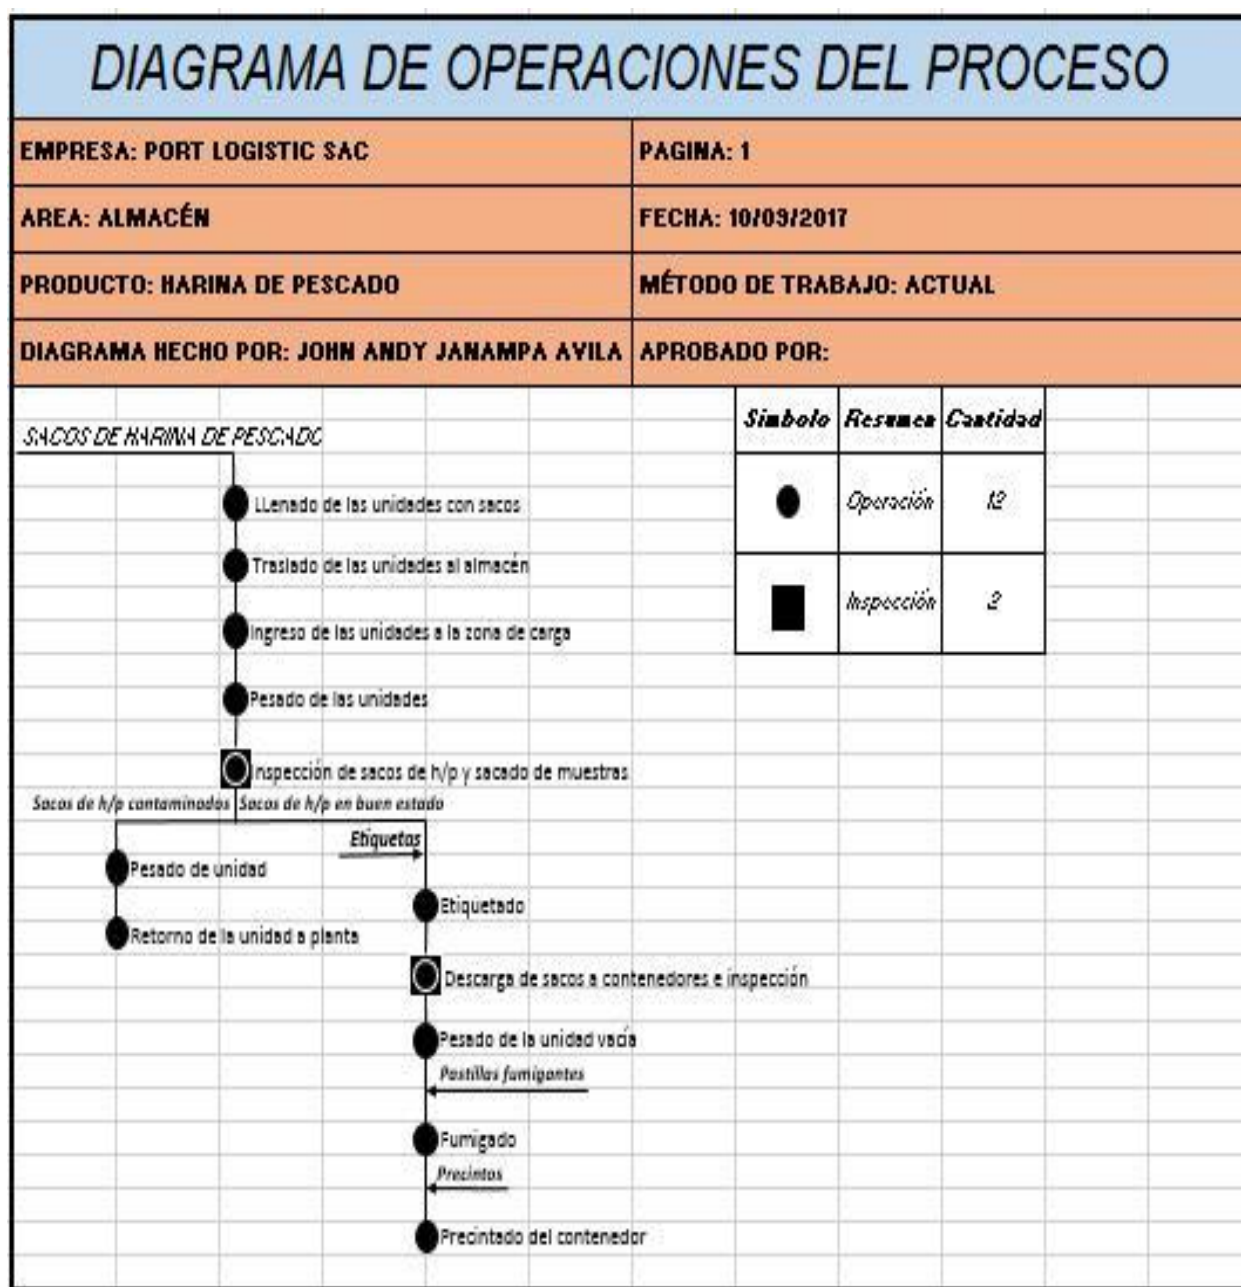 DIAGRAMA DE OPERACIONES DEL PROCESO
EMPRESA: PORT LOGISTIC SAC
PAGINA: 1
AREA: ALMACÉN
FECHA: 10/09/2017
PRODUCTO: HARINA DE PESCADO
MÉTODO DE TRABAJO: ACTUAL
DIAGRAMA HECHO POR: JOHN ANDY JANAMPA AVILA
APROBADO POR:
Simbolo Resumen Cantidad
Operación 12
Inspección 2
SACOS DE HARINA DE PESCADO
LLenado de las unidades con sacos
Traslado de las unidades al almacén
Ingreso de las unidades a la zona de carga
Pesado de las unidades
Inspección de sacos de h/p y sacado de muestras
Sacos de h/p contaminados
Sacos de h/p en buen estado
Etiquetas
Pesado de unidad
Etiquetado
Retorno de la unidad a planta
Descarga de sacos a contenedores e inspección
Pesado de la unidad vacía
Pastillas fumigantes
Fumigado
Precintos
Precintado del contenedor